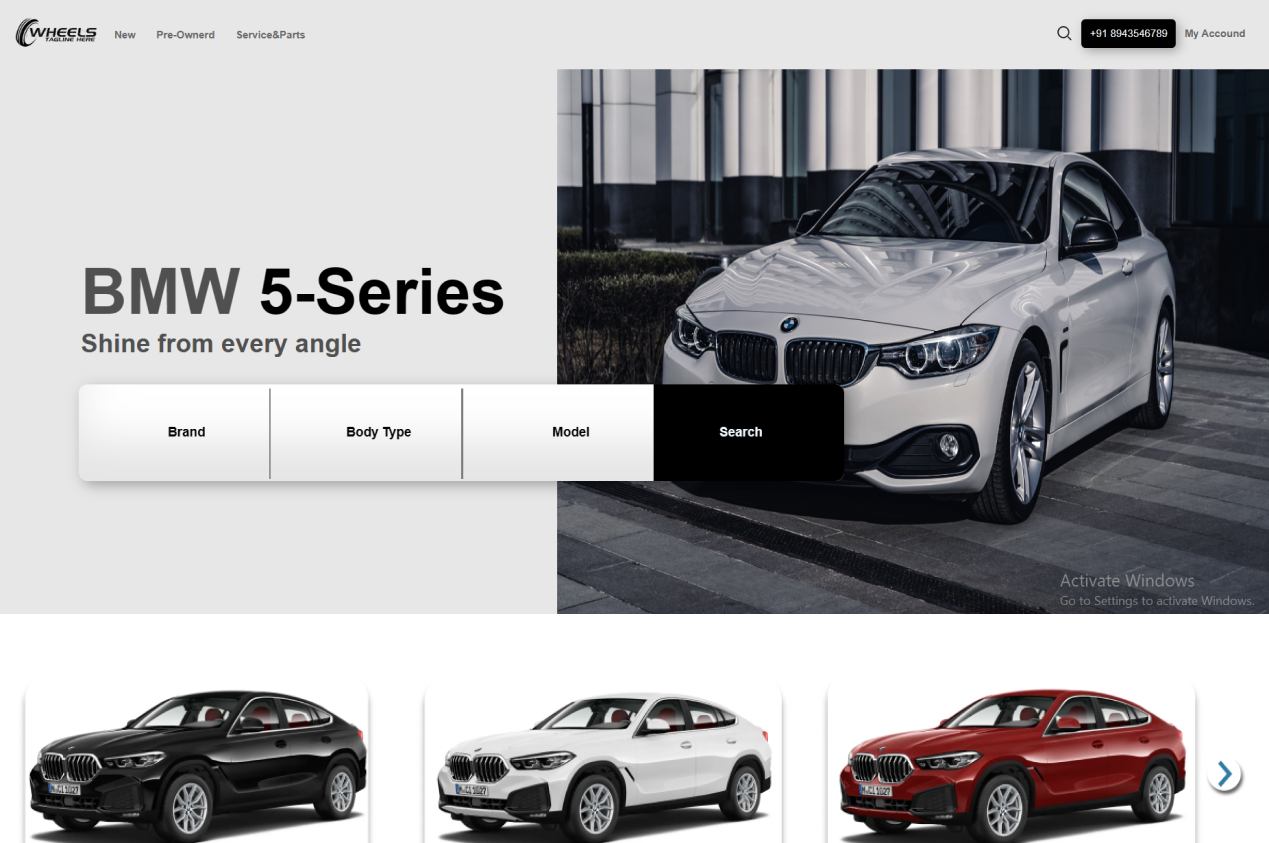 WHEELS
TAGLINE HERE
New Pre-Ownerd Service&Parts
+91 8943546789 My Accound
BMW 5-Series
Shine from every angle
Brand Body Type Model Search
Activate Windows
Go to Settings to activate Windows.
M·CL 1027
M·CL 1027
M·CL 1027